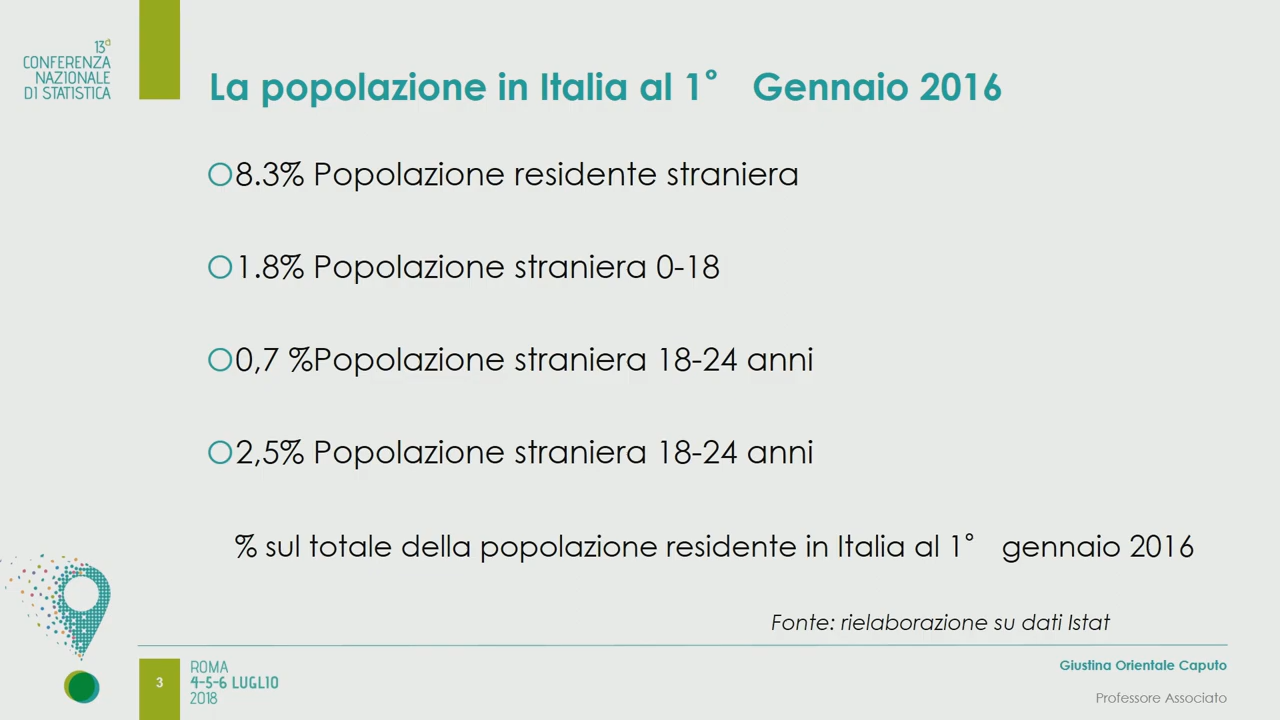 13ª
CONFERENZA
NAZIONALE
DI STATISTICA
La popolazione in Italia al 1° Gennaio 2016
8.3% Popolazione residente straniera
1.8% Popolazione straniera 0-18
0,7 %Popolazione straniera 18-24 anni
2,5% Popolazione straniera 18-24 anni
% sul totale della popolazione residente in Italia al 1° gennaio 2016
Fonte: rielaborazione su dati Istat
3
ROMA
4-5-6 LUGLIO
2018
Giustina Orientale Caputo
Professore Associato